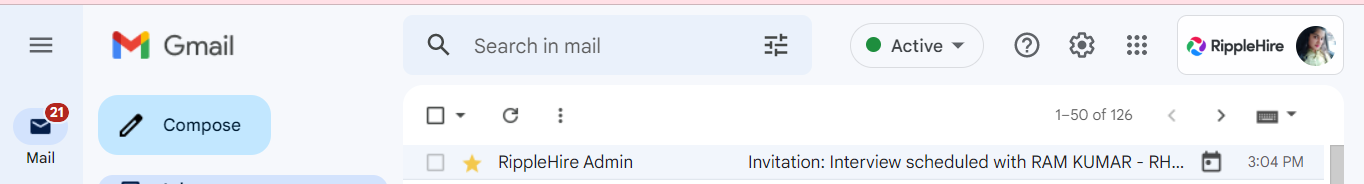 Gmail
Search in mail
Active
RippleHire
21
Mail
Compose
1–50 of 126
RippleHire Admin Invitation: Interview scheduled with RAM KUMAR - RH... 3:04 PM